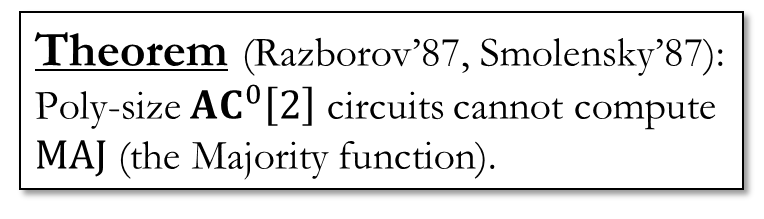 Theorem (Razborov’87, Smolensky’87):
Poly-size AC⁰[2] circuits cannot compute
MAJ (the Majority function).